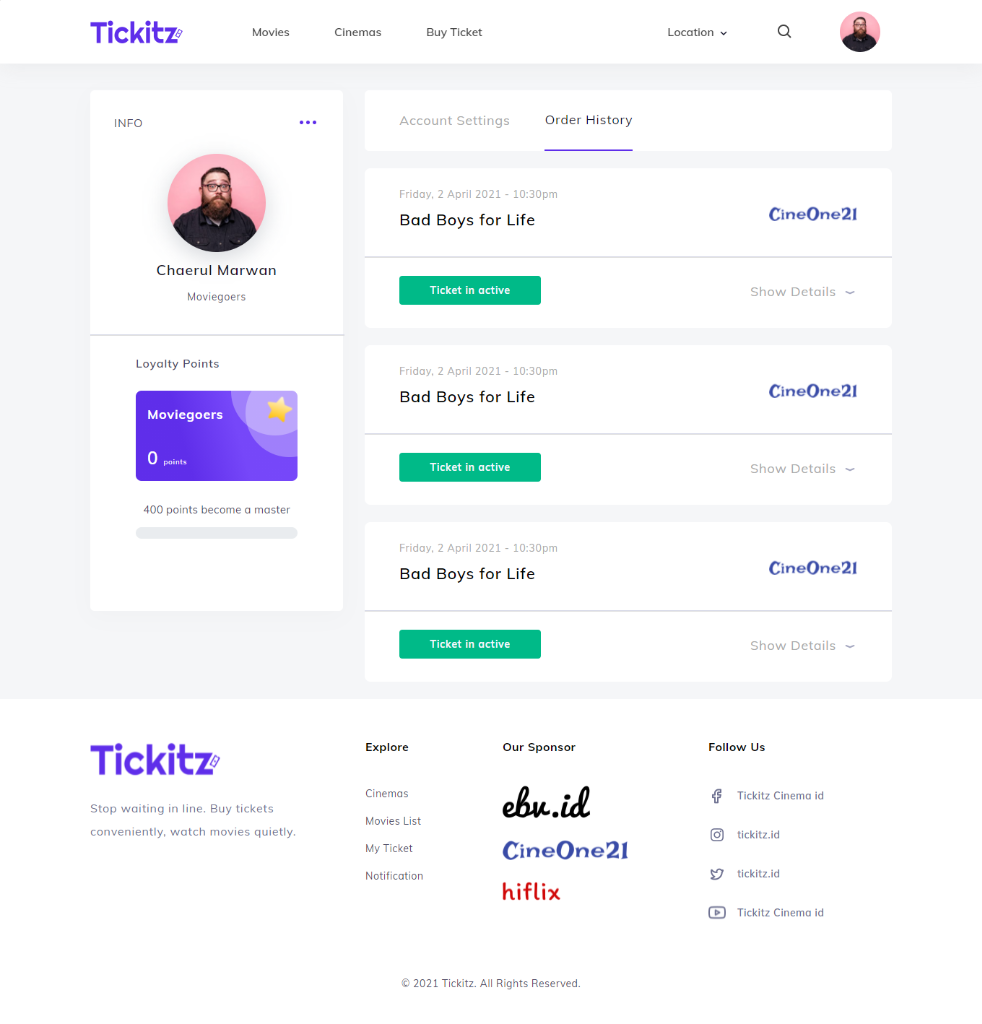 Tickitz
Movies
Cinemas
Buy Ticket
Location
INFO
Chaerul Marwan
Moviegoers
Loyalty Points
Moviegoers
0 points
400 points become a master
Account Settings
Order History
Friday, 2 April 2021 - 10:30pm
Bad Boys for Life
CineOne21
Ticket in active
Show Details
Friday, 2 April 2021 - 10:30pm
Bad Boys for Life
CineOne21
Ticket in active
Show Details
Friday, 2 April 2021 - 10:30pm
Bad Boys for Life
CineOne21
Ticket in active
Show Details
Tickitz
Stop waiting in line. Buy tickets
conveniently, watch movies quietly.
Explore
Cinemas
Movies List
My Ticket
Notification
Our Sponsor
ebv.id
CineOne21
hiflix
Follow Us
Tickitz Cinema id
tickitz.id
tickitz.id
Tickitz Cinema id
© 2021 Tickitz. All Rights Reserved.